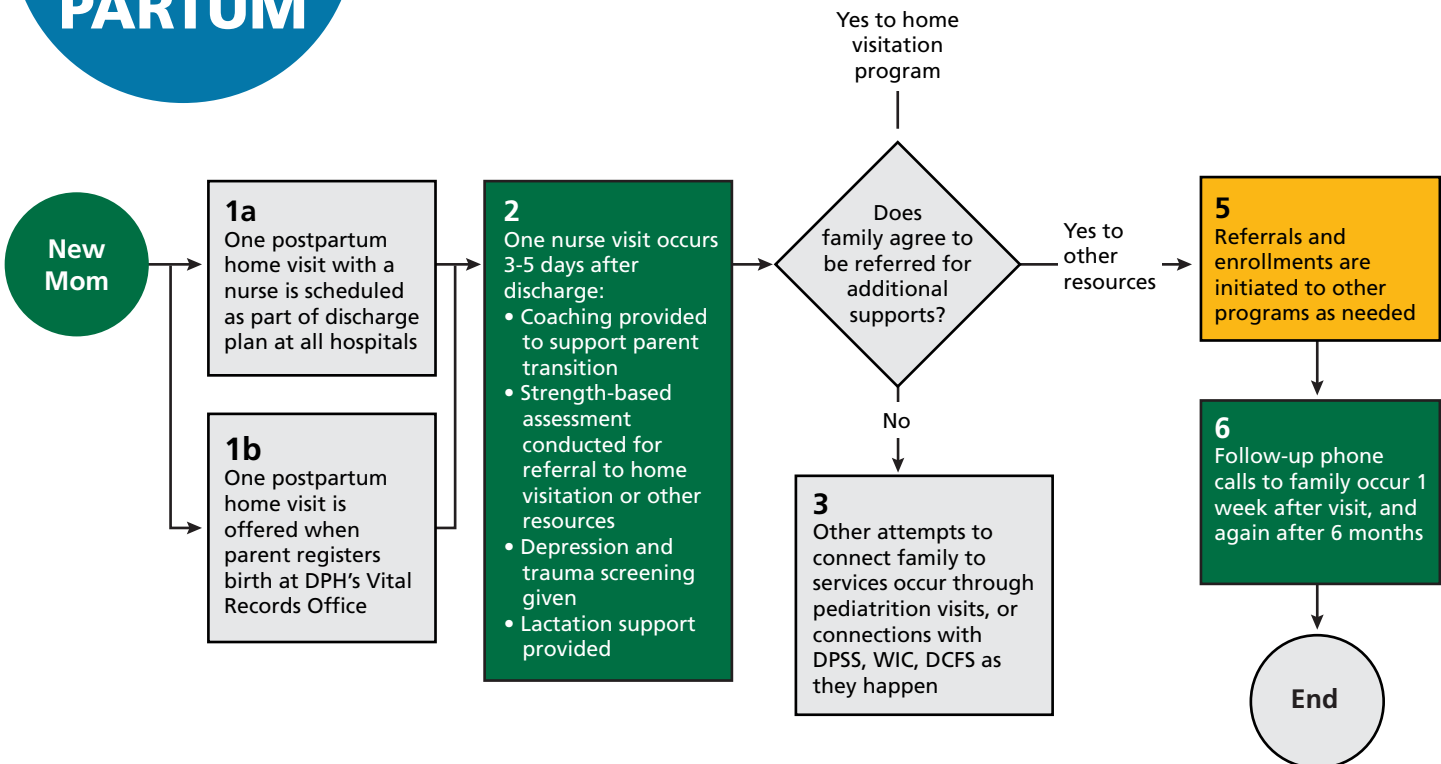 PARTUM
Yes to home
visitation
program
New
Mom
1a
One postpartum
home visit with a
nurse is scheduled
as part of discharge
plan at all hospitals
1b
One postpartum
home visit is
offered when
parent registers
birth at DPH's Vital
Records Office
2
One nurse visit occurs
3-5 days after
discharge:
• Coaching provided
to support parent
transition
• Strength-based
assessment
conducted for
referral to home
visitation or other
resources
• Depression and
trauma screening
given
• Lactation support
provided
Does
family agree to
be referred for
additional
supports?
No
3
Other attempts to
connect family to
services occur through
pediatrition visits, or
connections with
DPSS, WIC, DCFS as
they happen
Yes to
other
resources
5
Referrals and
enrollments are
initiated to other
programs as needed
6
Follow-up phone
calls to family occur 1
week after visit, and
again after 6 months
End